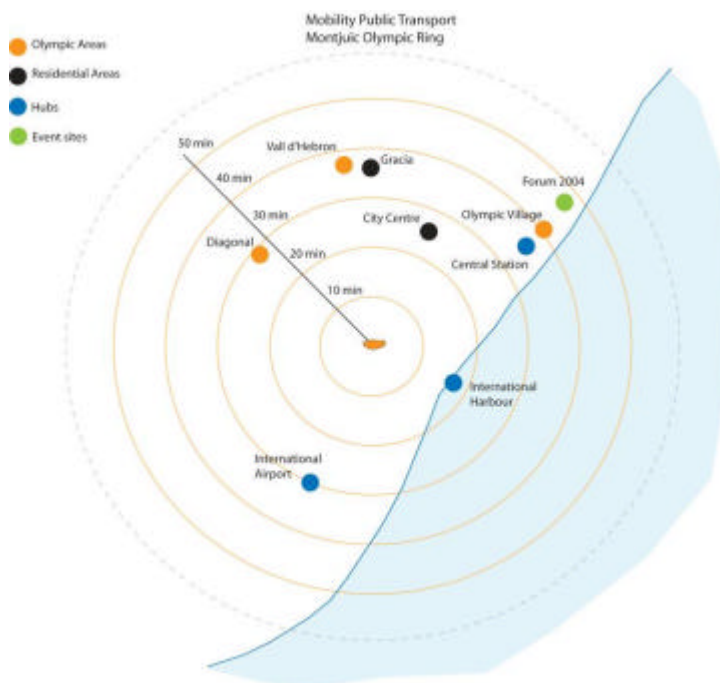 Mobility Public Transport
Montjuic Olympic Ring
Olympic Areas
Residential Areas
Hubs
Event sites
50 min
Vall d'Hebron
Gracia
40 min
Forum 2004
30 min
City Centre
Olympic Village
Diagonal
20 min
Central Station
10 min
International
Harbour
International
Airport